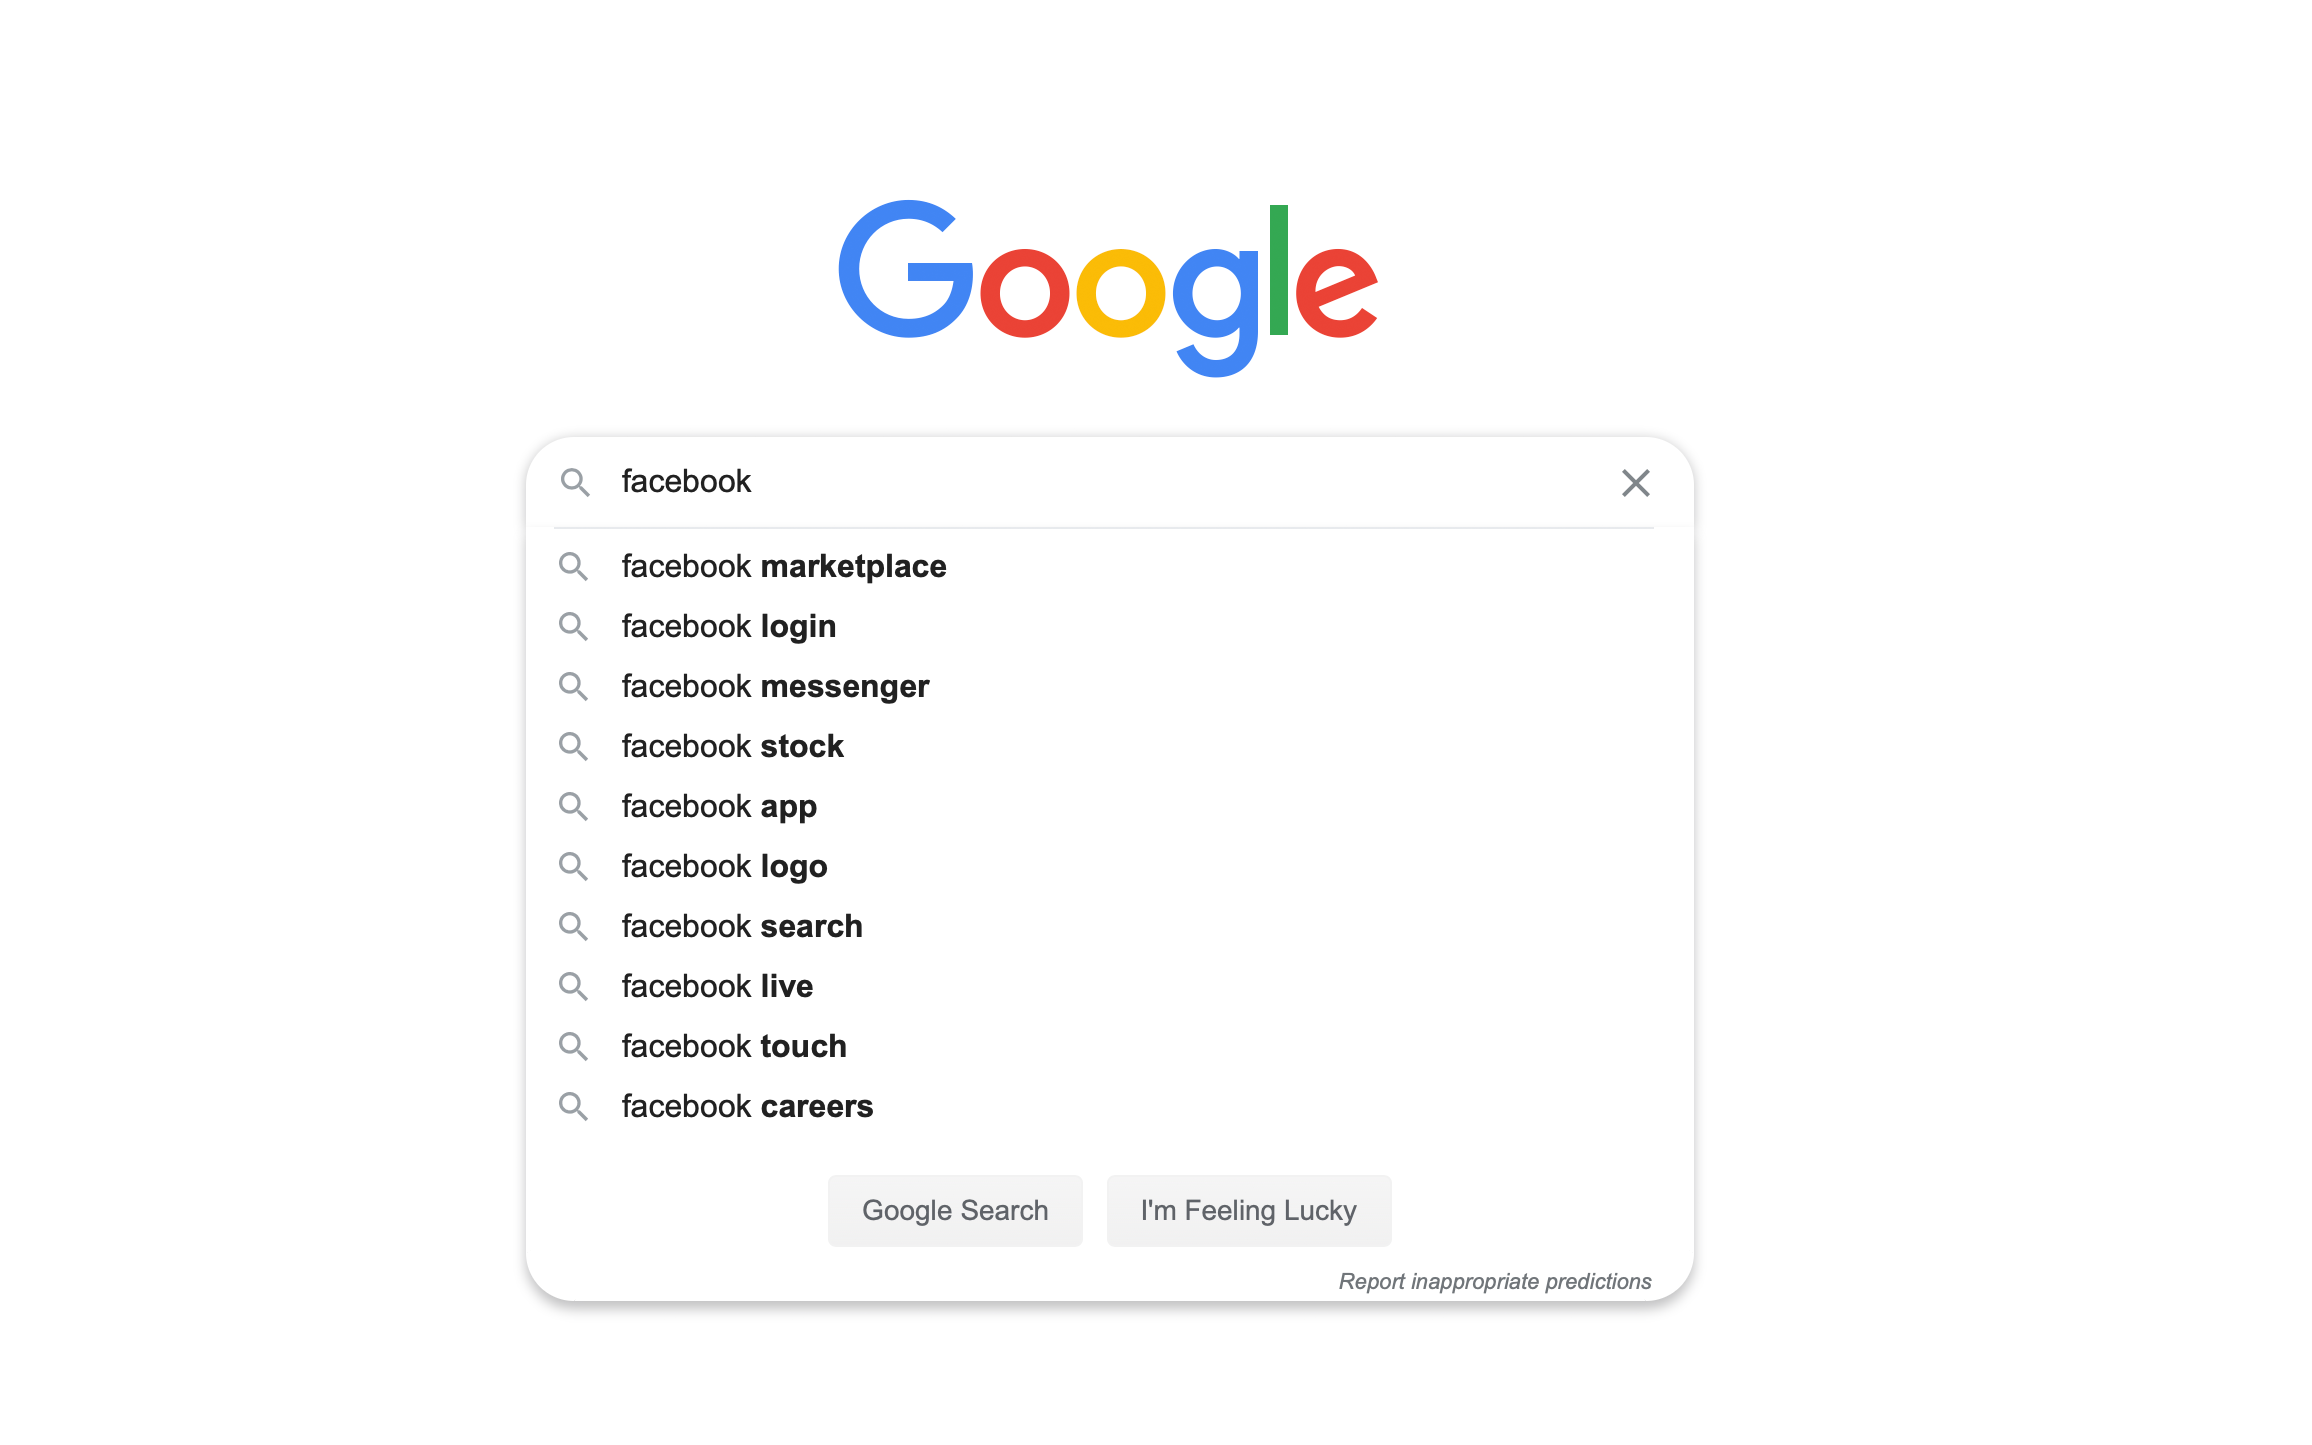 Google
facebook
facebook marketplace
facebook login
facebook messenger
facebook stock
facebook app
facebook logo
facebook search
facebook live
facebook touch
facebook careers
Google Search
I'm Feeling Lucky
Report inappropriate predictions